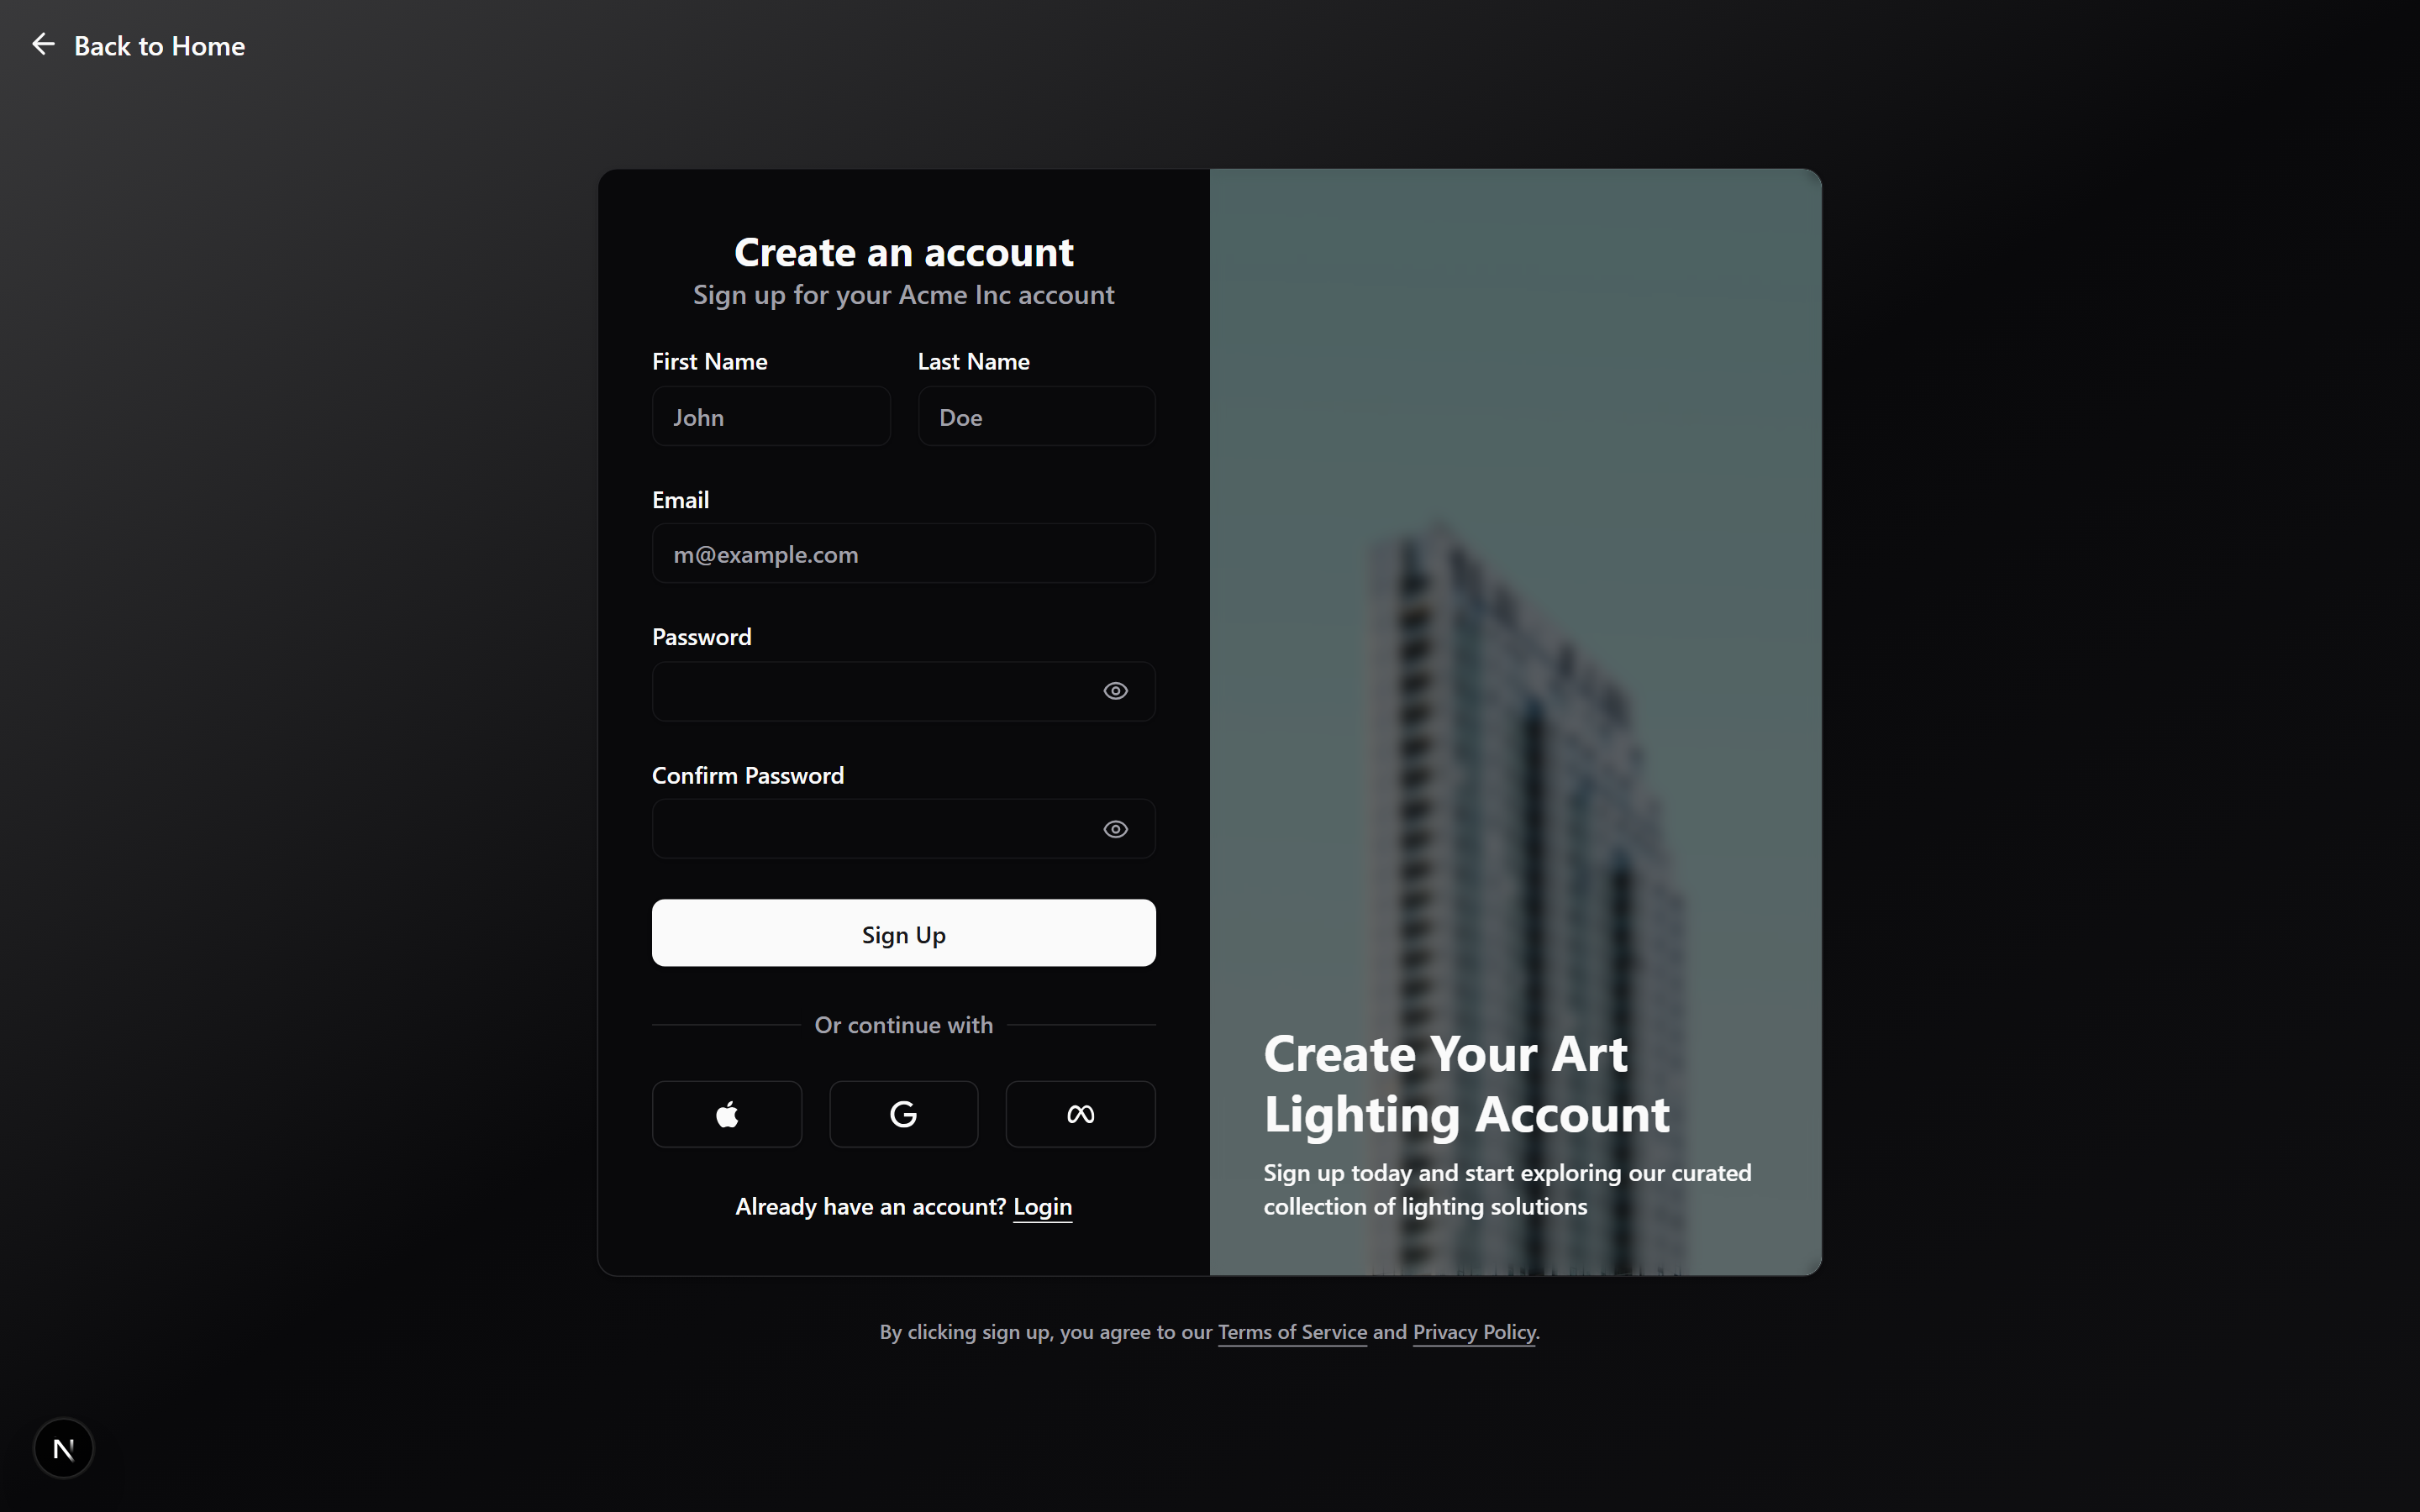 Back to Home
Create an account
Sign up for your Acme Inc account
First Name
Last Name
John
Doe
Email
m@example.com
Password
Confirm Password
Sign Up
Or continue with
Already have an account? Login
Create Your Art
Lighting Account
Sign up today and start exploring our curated
collection of lighting solutions
By clicking sign up, you agree to our Terms of Service and Privacy Policy.
N